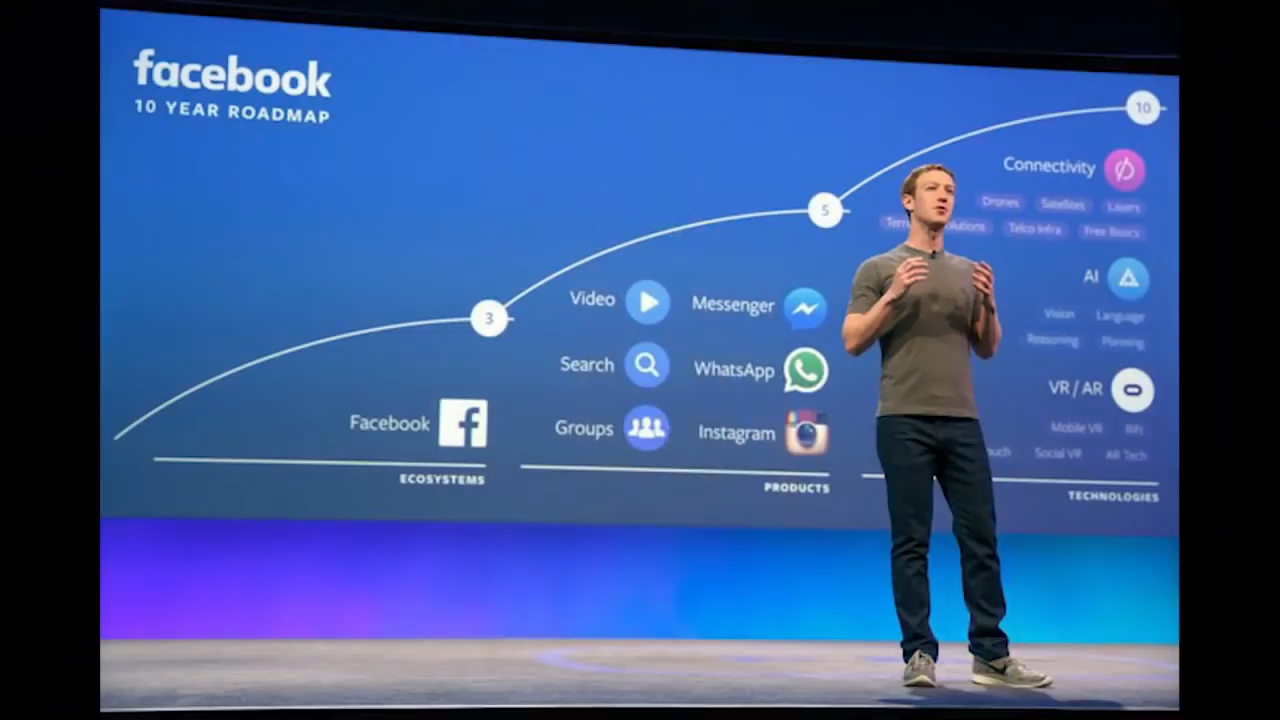 facebook
10 YEAR ROADMAP
10
Connectivity
Drones Satellites Lasers
Telco Infra Free Basics
5
AI
Vision Language
Reasoning Planning
3
Video Messenger
Search WhatsApp
Groups Instagram
Facebook
VR / AR
Mobile VR Rift
Social VR AR Tech
ECOSYSTEMS
PRODUCTS
TECHNOLOGIES